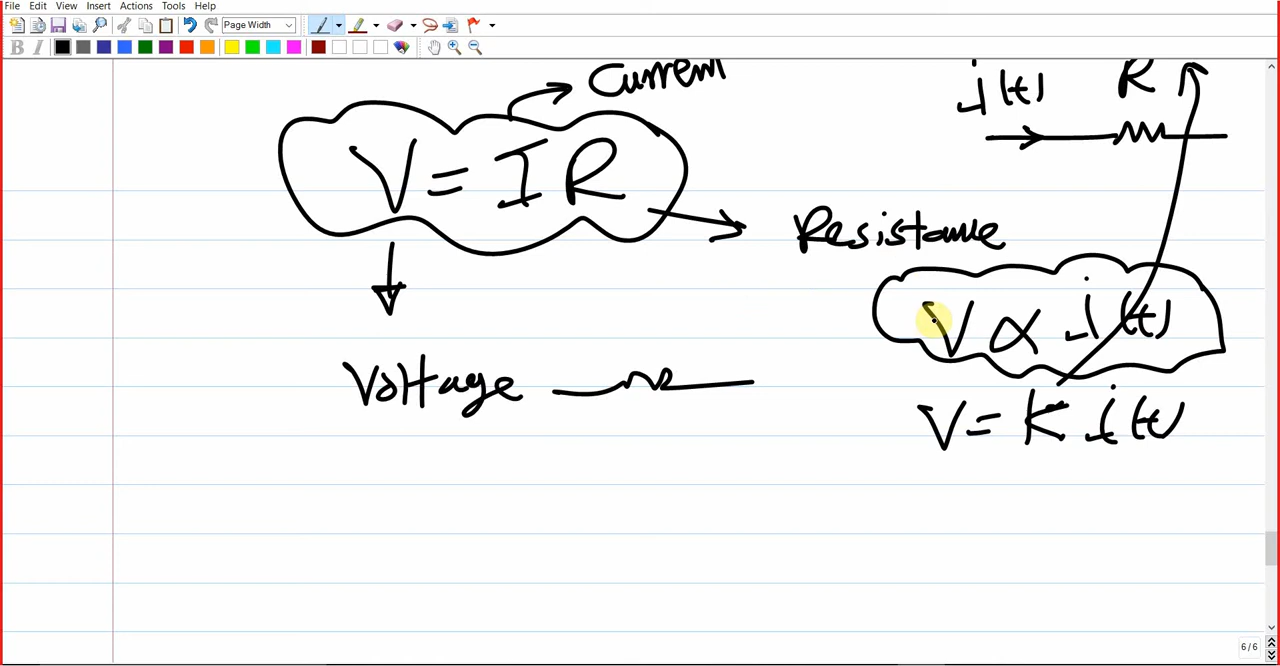 File Edit View Insert Actions Tools Help
Page Width
B I
Current
i(t) R
V = IR
Resistance
V ∝ i(t)
Voltage
V = K i(t)
6/6